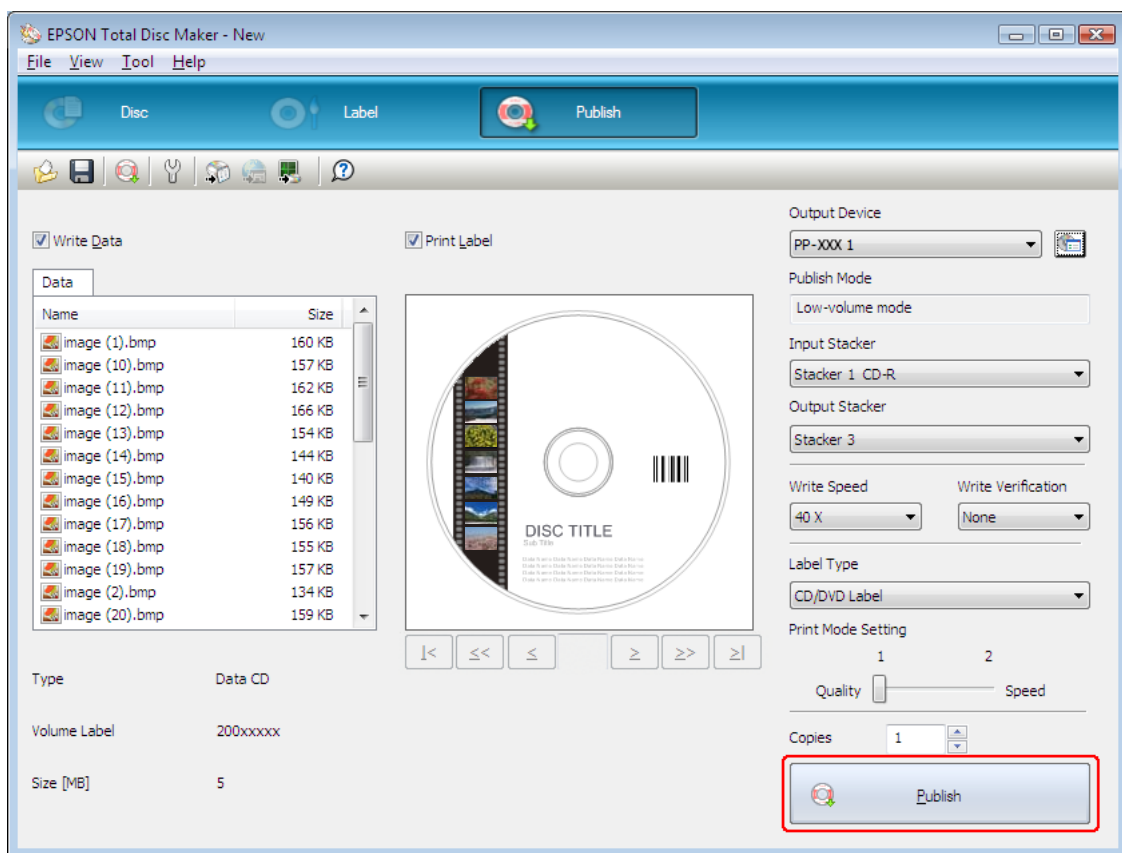 EPSON Total Disc Maker - New
File View Tool Help
Disc Label Publish
Write Data
Print Label
Data
Name Size
image (1).bmp 160 KB
image (10).bmp 157 KB
image (11).bmp 162 KB
image (12).bmp 166 KB
image (13).bmp 154 KB
image (14).bmp 144 KB
image (15).bmp 140 KB
image (16).bmp 149 KB
image (17).bmp 156 KB
image (18).bmp 155 KB
image (19).bmp 157 KB
image (2).bmp 134 KB
image (20).bmp 159 KB
Type Data CD
Volume Label 200xxxxx
Size [MB] 5
DISC TITLE
Sub Title
|< << < > >> >|
Output Device
PP-XXX 1
Publish Mode
Low-volume mode
Input Stacker
Stacker 1 CD-R
Output Stacker
Stacker 3
Write Speed Write Verification
40 X None
Label Type
CD/DVD Label
Print Mode Setting
1 2
Quality Speed
Copies 1
Publish